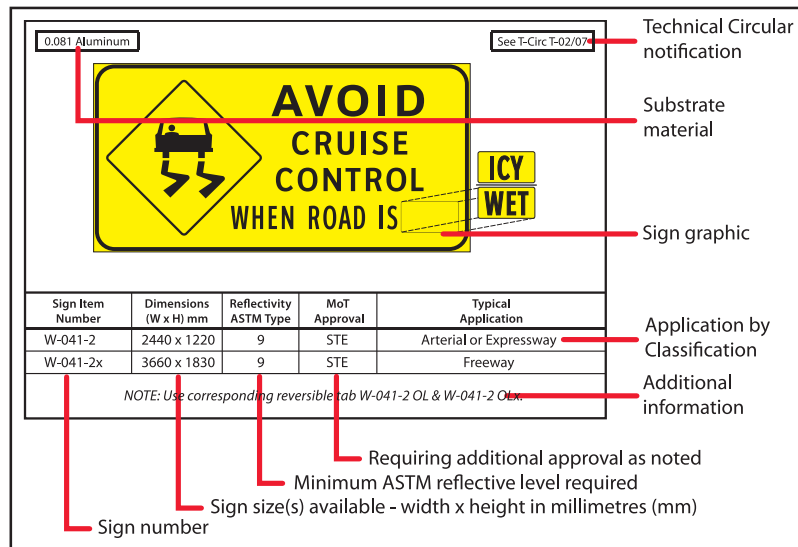 0.081 Aluminum
See T-Circ T-02/07
Technical Circular
notification
Substrate
material
AVOID
CRUISE
CONTROL
WHEN ROAD IS
ICY
WET
Sign graphic
Sign Item Number	Dimensions (W x H) mm	Reflectivity ASTM Type	MoT Approval	Typical Application
W-041-2	2440 x 1220	9	STE	Arterial or Expressway
W-041-2x	3660 x 1830	9	STE	Freeway
Application by
Classification
NOTE: Use corresponding reversible tab W-041-2 OL & W-041-2 OLx.
Additional
information
Requiring additional approval as noted
Minimum ASTM reflective level required
Sign size(s) available - width x height in millimetres (mm)
Sign number